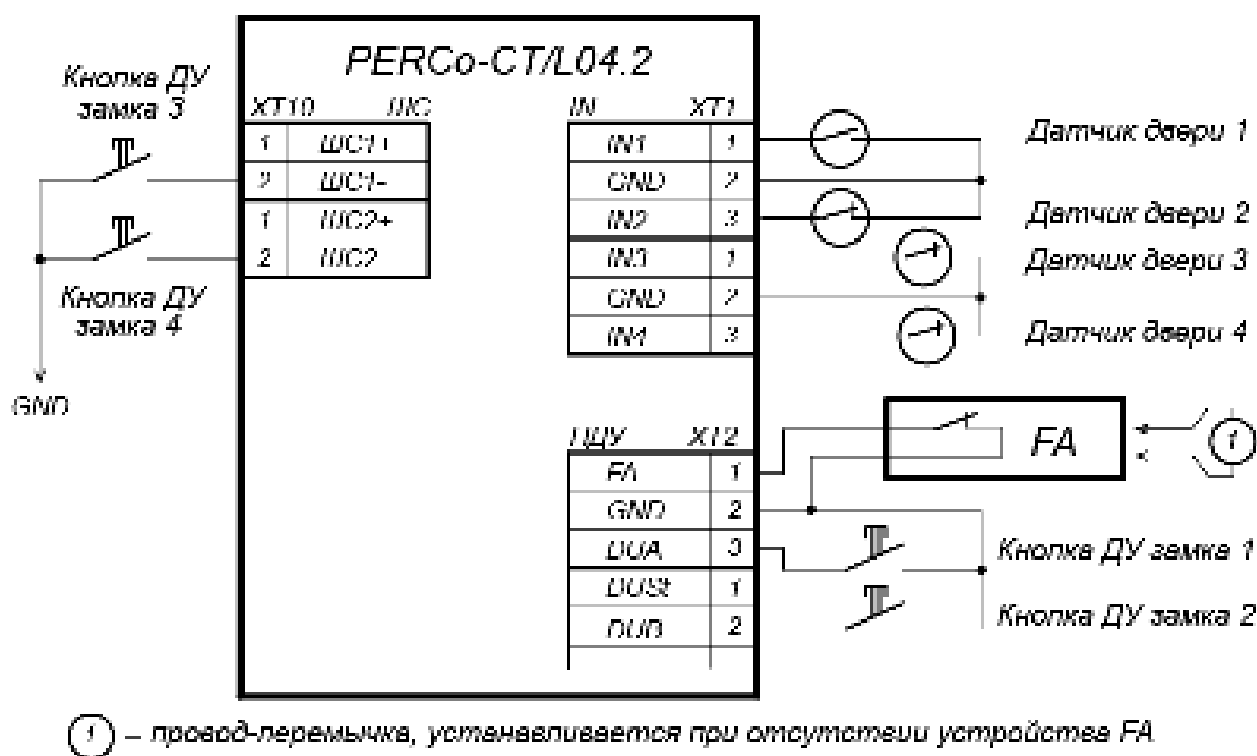 PERCo-CT/L04.2
Кнопка ДУ
замка 3
XT10 ШС
1 ШС1+
2 ШС1-
1 ШС2+
2 ШС2
Кнопка ДУ
замка 4
GND
IN XT1
IN1 1
GND 2
IN2 3
IN3 1
GND 2
IN4 3
Датчик двери 1
Датчик двери 2
Датчик двери 3
Датчик двери 4
ПДУ XT2
FA 1
GND 2
DUA 3
DUSt 1
DUB 2
FA
1
Кнопка ДУ замка 1
Кнопка ДУ замка 2
1 – провод-перемычка, устанавливается при отсутствии устройства FA